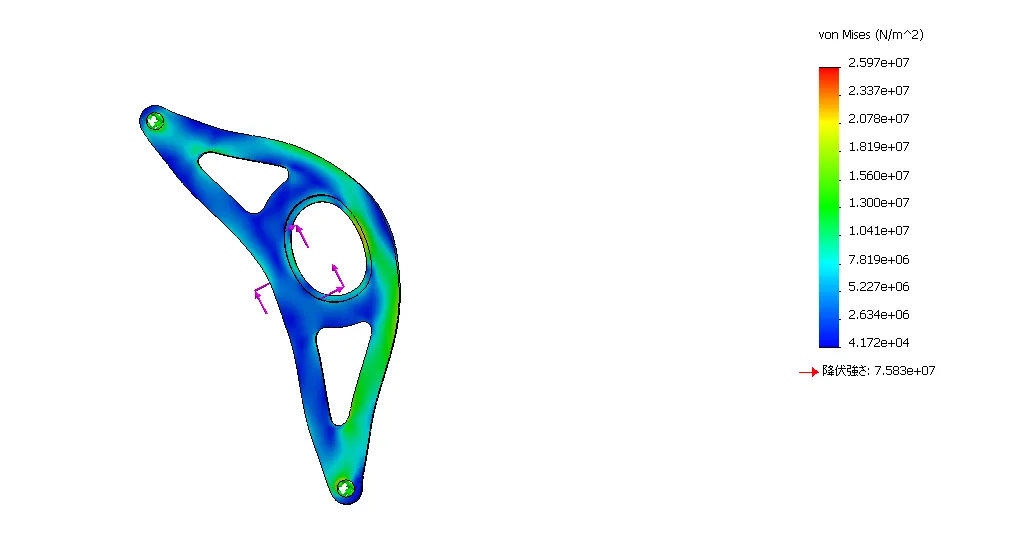 von Mises (N/m^2)
2.597e+07
2.337e+07
2.078e+07
1.819e+07
1.560e+07
1.300e+07
1.041e+07
7.819e+06
5.227e+06
2.634e+06
4.172e+04
降伏強さ: 7.583e+07